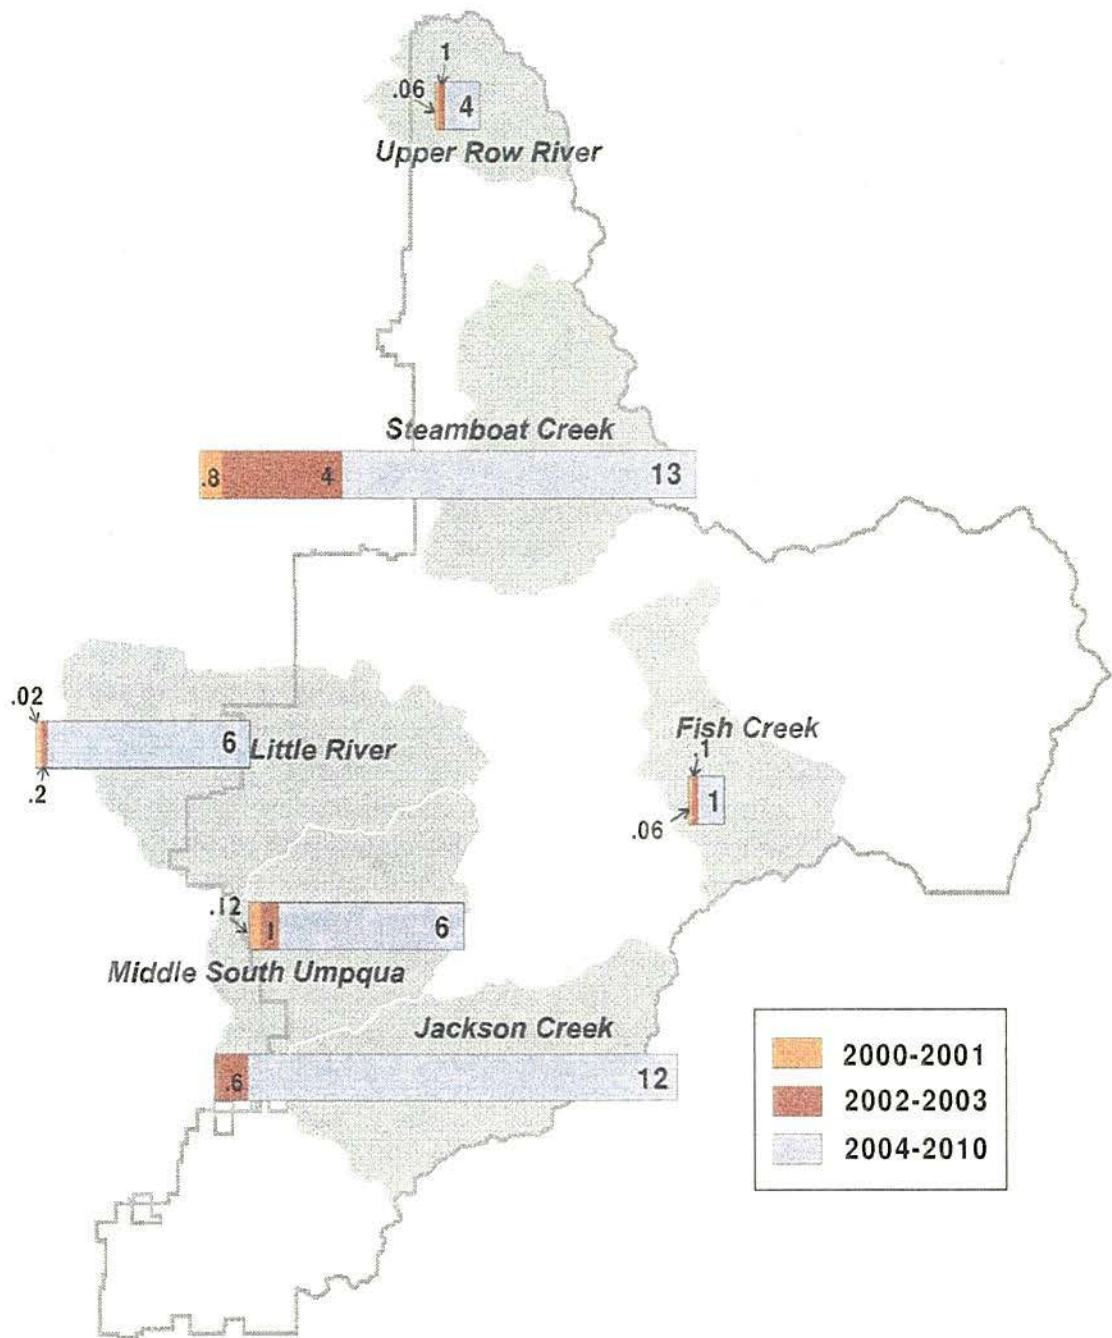 1
.06
4
Upper Row River
Steamboat Creek
.8 4 13
.02
6
Little River
.2
Fish Creek
.1
1
.06
.12
1 6
Middle South Umpqua
Jackson Creek
.6 12
2000-2001
2002-2003
2004-2010